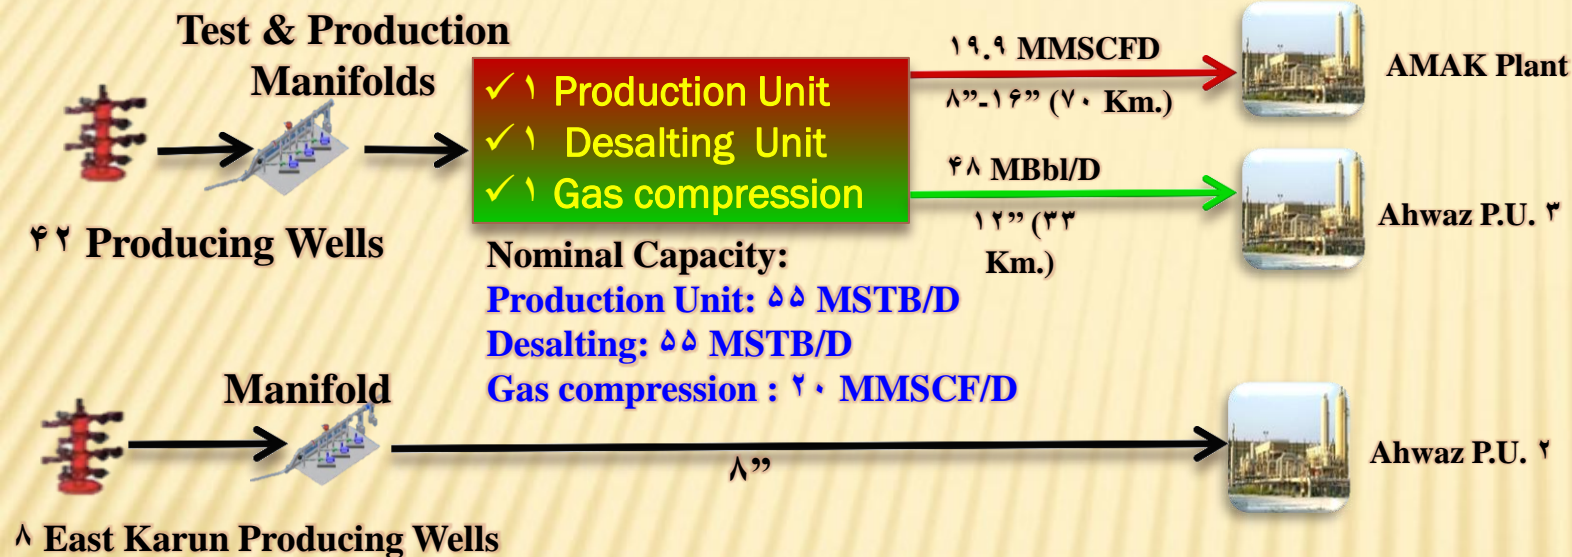 Test & Production
Manifolds
۴۲ Producing Wells
✓ ۱ Production Unit
✓ ۱ Desalting Unit
✓ ۱ Gas compression
۱۹.۹ MMSCFD
۸”-۱۶” (۷۰ Km.)
AMAK Plant
۴۸ MBbl/D
۱۲” (۳۳
Km.)
Ahwaz P.U. ۳
Nominal Capacity:
Production Unit: ۵۵ MSTB/D
Desalting: ۵۵ MSTB/D
Gas compression : ۲۰ MMSCF/D
Manifold
۸”
Ahwaz P.U. ۲
۸ East Karun Producing Wells